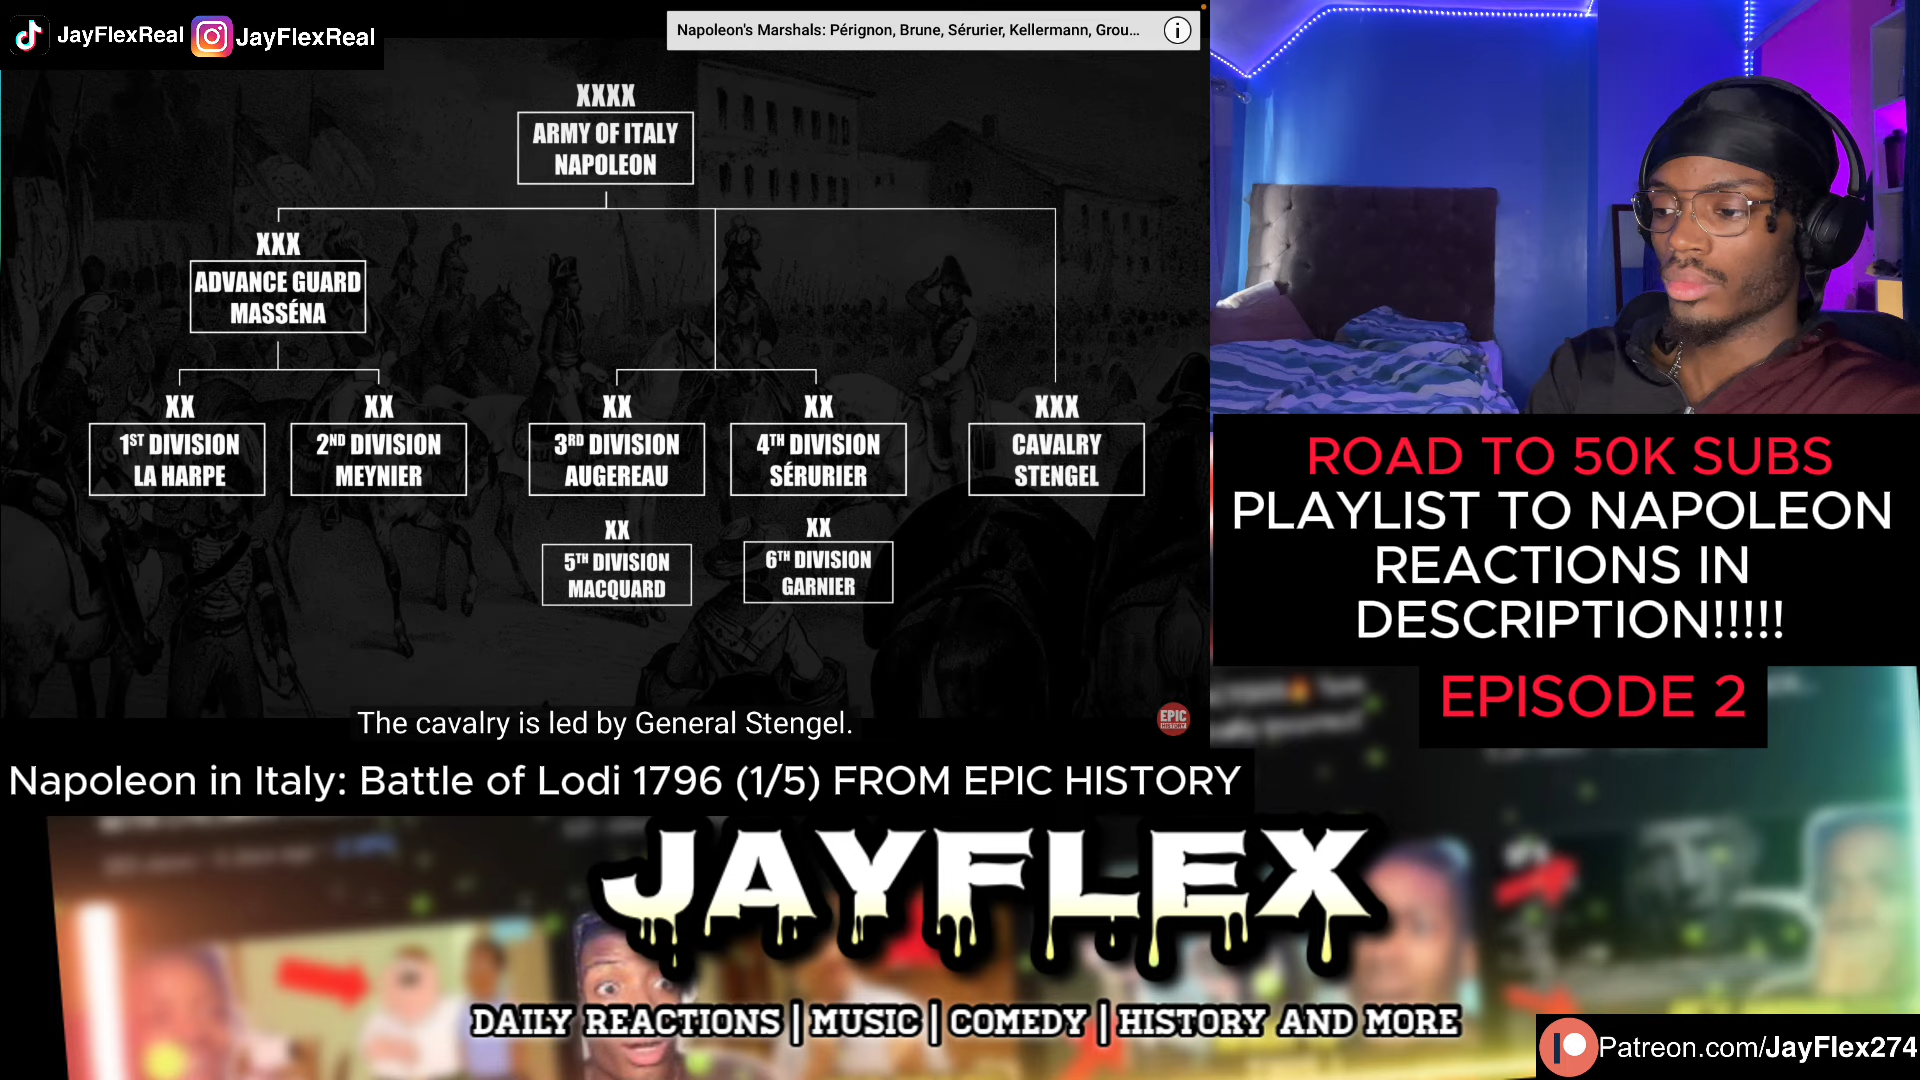 JayFlexReal
JayFlexReal
Napoleon's Marshals: Pérignon, Brune, Sérurier, Kellermann, Grou...
XXXX
ARMY OF ITALY
NAPOLEON
XXX
ADVANCE GUARD
MASSÉNA
XX
1ST DIVISION
LA HARPE
XX
2ND DIVISION
MEYNIER
XX
3RD DIVISION
AUGEREAU
XX
4TH DIVISION
SÉRURIER
XXX
CAVALRY
STENGEL
XX
5TH DIVISION
MACQUARD
XX
6TH DIVISION
GARNIER
The cavalry is led by General Stengel.
EPIC
HISTORY
Napoleon in Italy: Battle of Lodi 1796 (1/5) FROM EPIC HISTORY
ROAD TO 50K SUBS
PLAYLIST TO NAPOLEON
REACTIONS IN
DESCRIPTION!!!!!
EPISODE 2
JAYFLEX
DAILY REACTIONS | MUSIC | COMEDY | HISTORY AND MORE
Patreon.com/JayFlex274